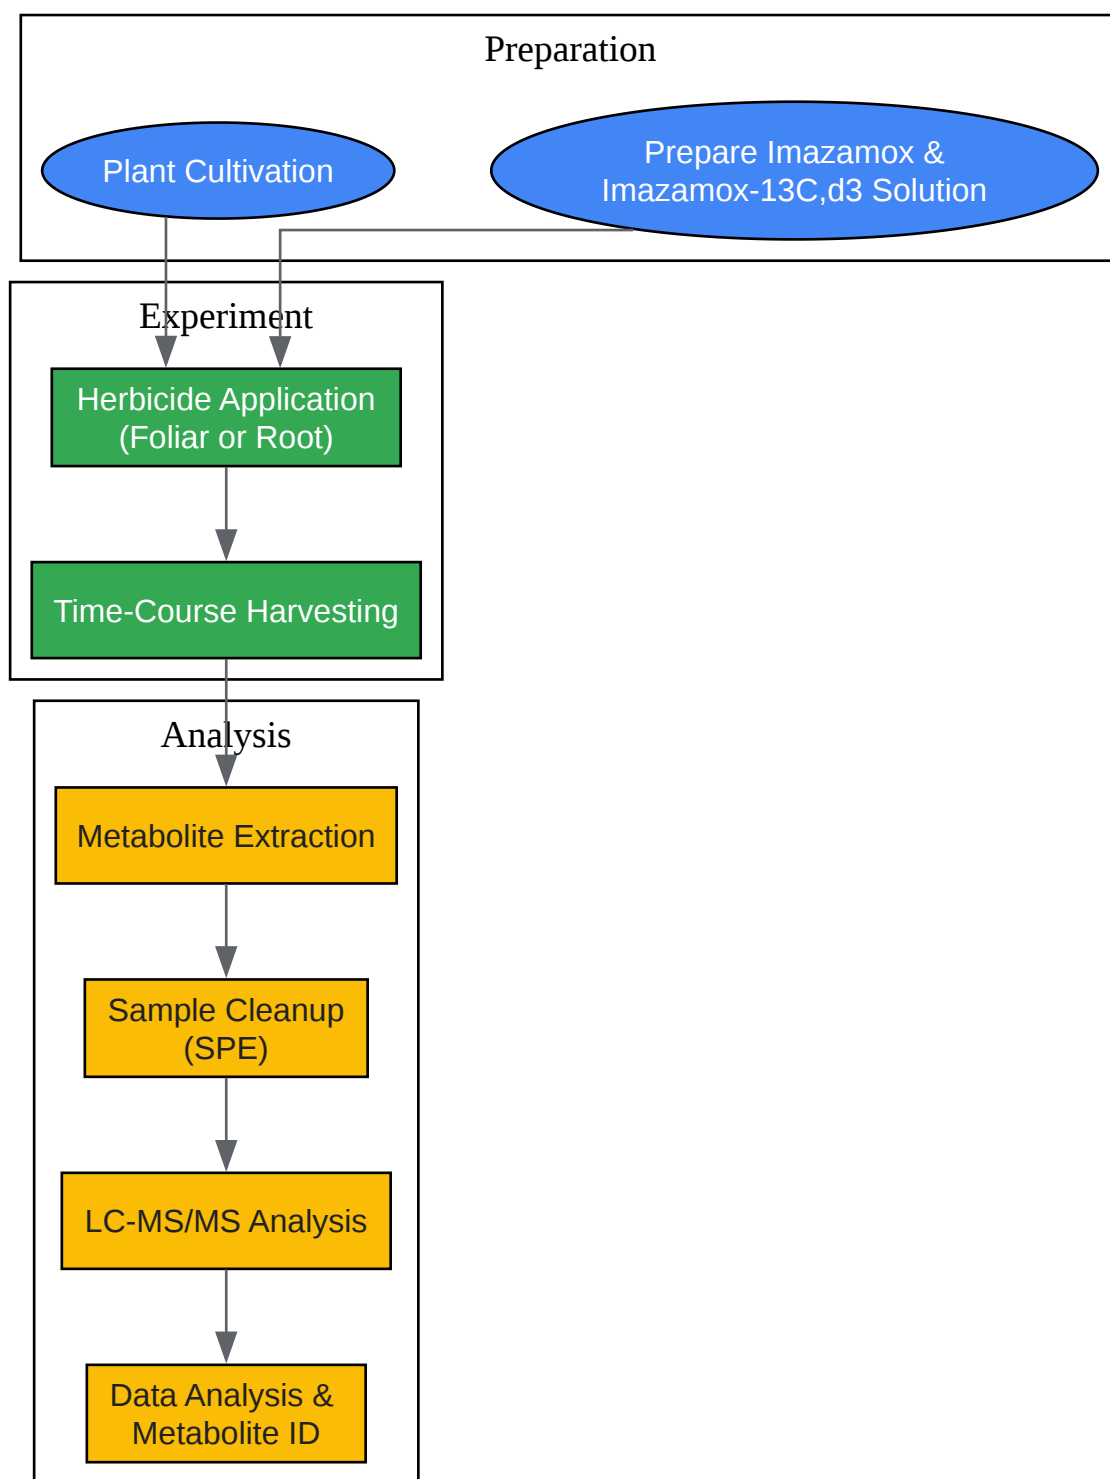 Preparation
Plant Cultivation
Prepare Imazamox &
Imazamox-13C,d3 Solution
Experiment
Herbicide Application
(Foliar or Root)
Time-Course Harvesting
Analysis
Metabolite Extraction
Sample Cleanup
(SPE)
LC-MS/MS Analysis
Data Analysis &
Metabolite ID